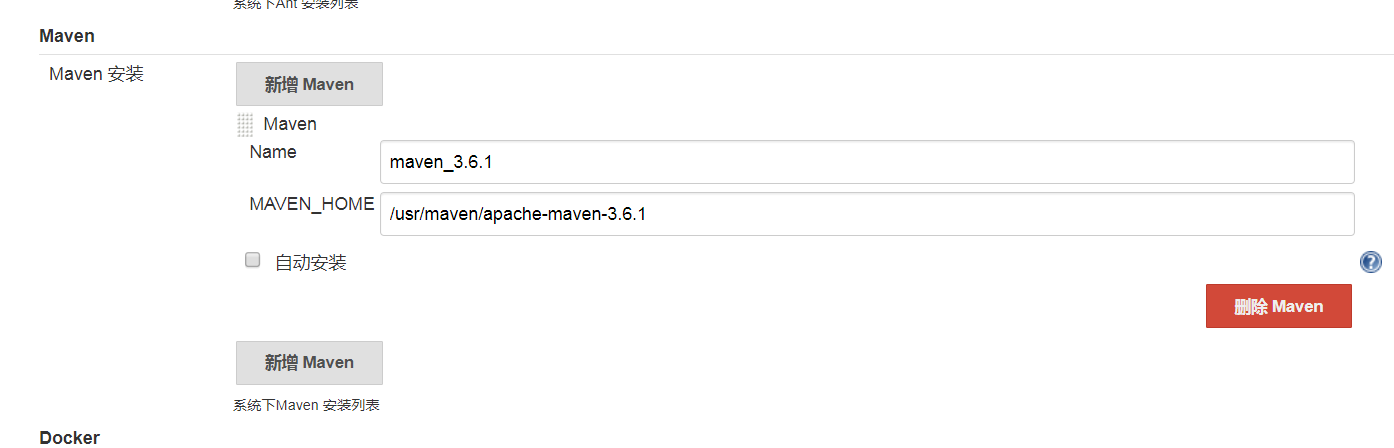 系统下Ant 安装列表
Maven
Maven 安装
新增 Maven
Maven
Name
maven_3.6.1
MAVEN_HOME
/usr/maven/apache-maven-3.6.1
自动安装
?
删除 Maven
新增 Maven
系统下Maven 安装列表
Docker